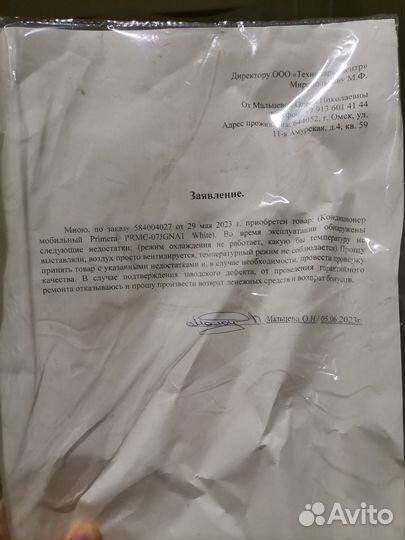 Директору ООО
М.Ф.
От Мальцевой Николаевны
913 601 41 44
Адрес 644052, г. Омск, ул.
11-я Амурская, д.4, кв. 59
Заявление.
Мною, по заказу 584004027 от 29 мая 2023 г. приобретен товар: (Кондиционер
мобильный Primera PRMC-07JGNA1 White). Во время эксплуатации обнаружены
следующие недостатки: (режим охлаждения не работает, какую бы температуру не
выставляли, воздух просто вентилируется, температурный режим не соблюдается). Прошу
принять товар с указанными недостатками и, в случае необходимости, провести проверку
качества. В случае подтверждения заводского дефекта, от проведения гарантийного
ремонта отказываюсь и прошу произвести возврат денежных средств и возврат бонусов.
/Мальцева О.Н/ 05.06.2023г.
Avito